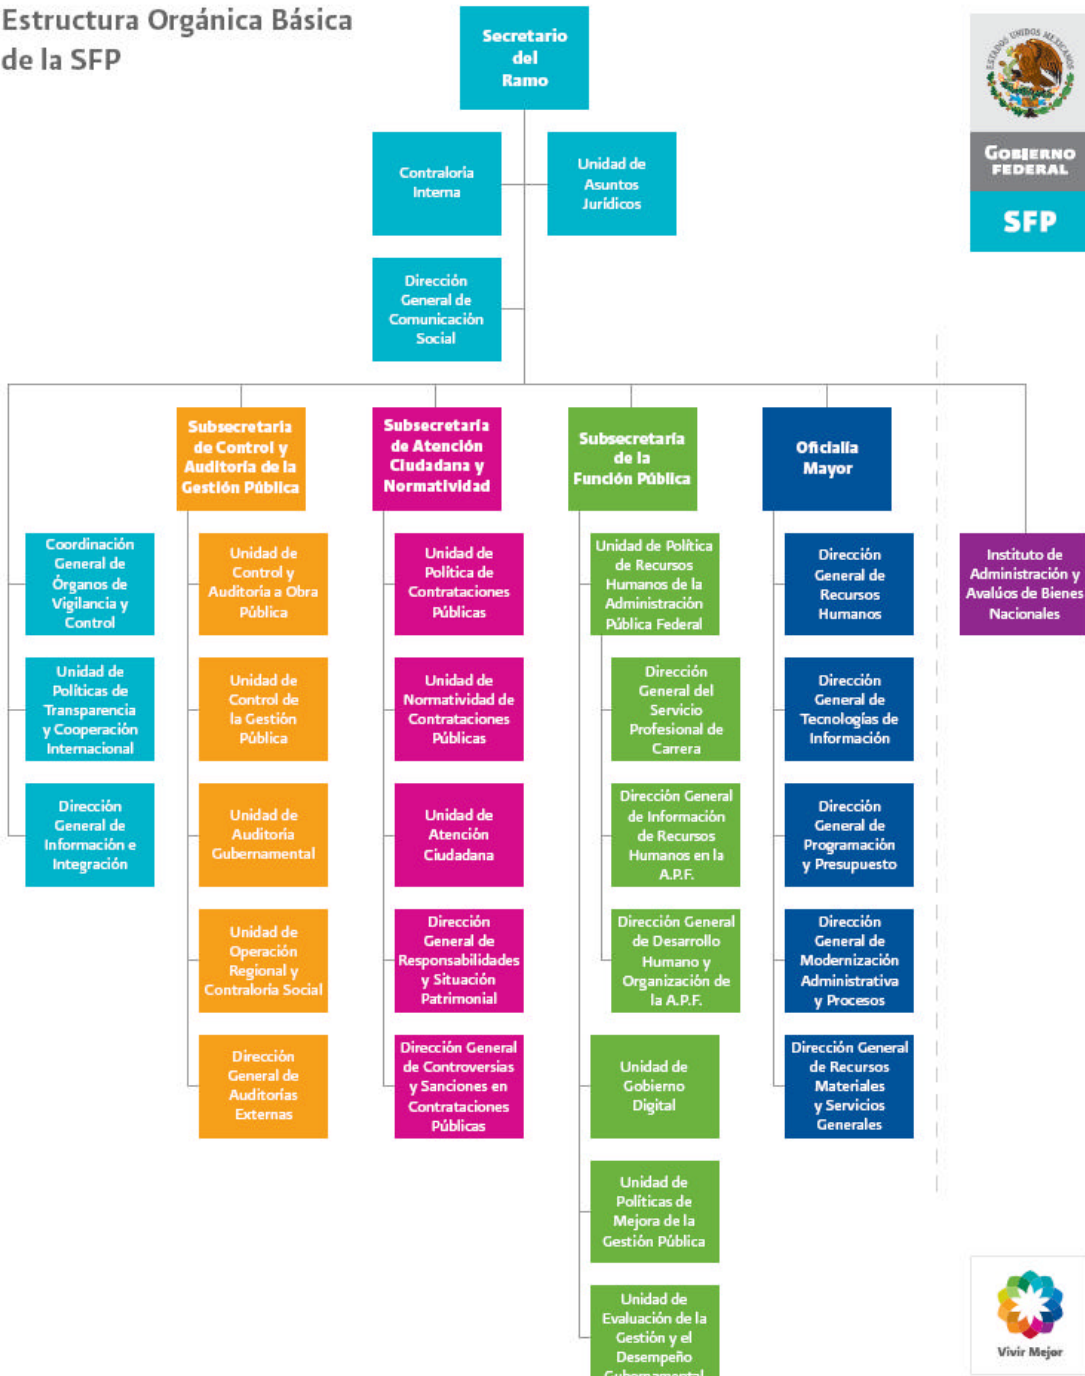 Estructura Orgánica Básica
de la SFP
Secretario
del
Ramo
ESTADOS UNIDOS MEXICANOS
GOBIERNO
FEDERAL
SFP
Contraloría
Interna
Unidad de
Asuntos
Jurídicos
Dirección
General de
Comunicación
Social
Subsecretaría
de Control y
Auditoría de la
Gestión Pública
Subsecretaría
de Atención
Ciudadana y
Normatividad
Subsecretaría
de la
Función Pública
Oficialía
Mayor
Coordinación
General de
Órganos de
Vigilancia y
Control
Unidad de
Control y
Auditoría a Obra
Pública
Unidad de
Política de
Contrataciones
Públicas
Unidad de Política
de Recursos
Humanos de la
Administración
Pública Federal
Dirección
General de
Recursos
Humanos
Instituto de
Administración y
Avalúos de Bienes
Nacionales
Unidad de
Políticas de
Transparencia
y Cooperación
Internacional
Unidad de
Control de
la Gestión
Pública
Unidad de
Normatividad de
Contrataciones
Públicas
Dirección
General del
Servicio
Profesional de
Carrera
Dirección
General de
Tecnologías de
Información
Dirección
General de
Información e
Integración
Unidad de
Auditoría
Gubernamental
Unidad de
Atención
Ciudadana
Dirección General
de Información
de Recursos
Humanos en la
A.P.F.
Dirección
General de
Programación
y Presupuesto
Unidad de
Operación
Regional y
Contraloría Social
Dirección
General de
Responsabilidades
y Situación
Patrimonial
Dirección General
de Desarrollo
Humano y
Organización de
la A.P.F.
Dirección
General de
Modernización
Administrativa
y Procesos
Dirección
General de
Auditorías
Externas
Dirección General
de Controversias
y Sanciones en
Contrataciones
Públicas
Unidad de
Gobierno
Digital
Dirección General
de Recursos
Materiales
y Servicios
Generales
Unidad de
Políticas de
Mejora de la
Gestión Pública
Unidad de
Evaluación de la
Gestión y el
Desempeño
Gubernamental
Vivir Mejor